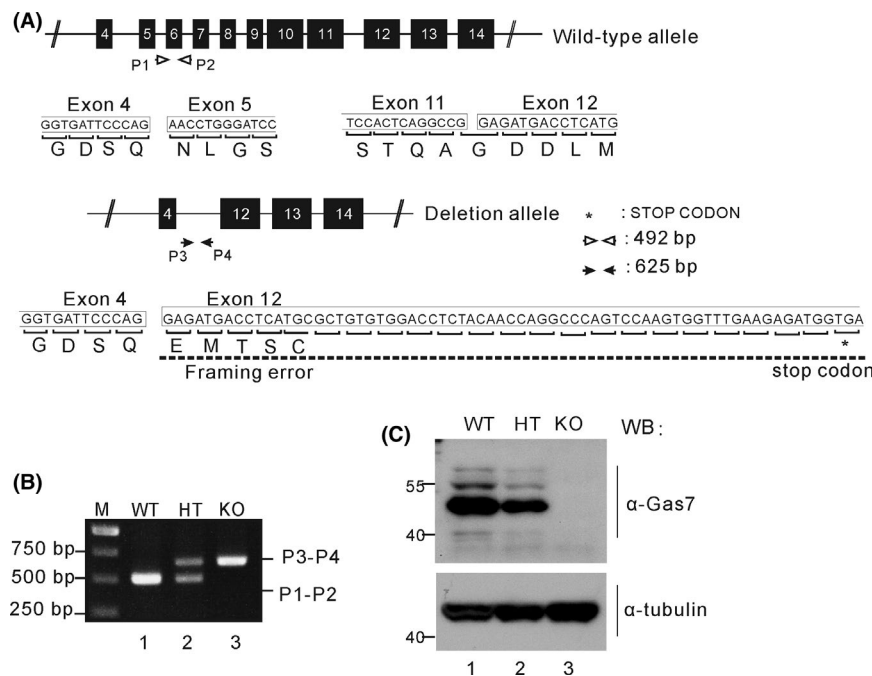 (A)
4 5 6 7 8 9 10 11 12 13 14
Wild-type allele
P1 P2
Exon 4 Exon 5 Exon 11 Exon 12
GGTGATTCCCAG AACCTGGGATCC TCCACTCAGGCCG GAGATGACCTCATG
G D S Q N L G S S T Q A G D D L M
4 12 13 14
Deletion allele
* : STOP CODON
P3 P4
: 492 bp
: 625 bp
Exon 4 Exon 12
GGTGATTCCCAG GAGATGACCTCATGCGCTGTGTGGACCTCTACAACCAGGCCCAGTCCAAGTGGTTTGAAGAGATGGTGA
G D S Q E M T S C *
Framing error stop codon
(B)
M WT HT KO
750 bp
500 bp
250 bp
P3-P4
P1-P2
1 2 3
(C)
WT HT KO WB :
55
40
α-Gas7
α-tubulin
40
1 2 3